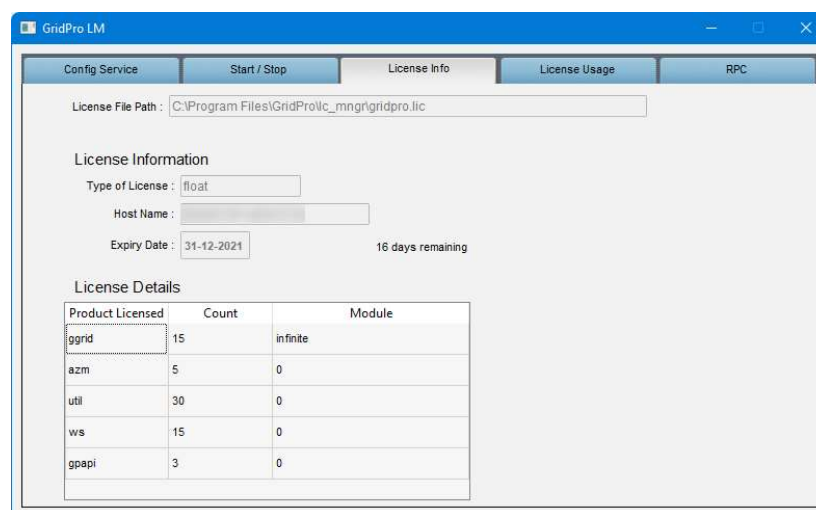 GridPro LM
Config Service Start / Stop License Info License Usage RPC
License File Path : C:\Program Files\GridPro\lc_mngr\gridpro.lic
License Information
Type of License : float
Host Name :
Expiry Date : 31-12-2021 16 days remaining
License Details
Product Licensed Count Module
ggrid 15 infinite
azm 5 0
util 30 0
ws 15 0
gpapi 3 0